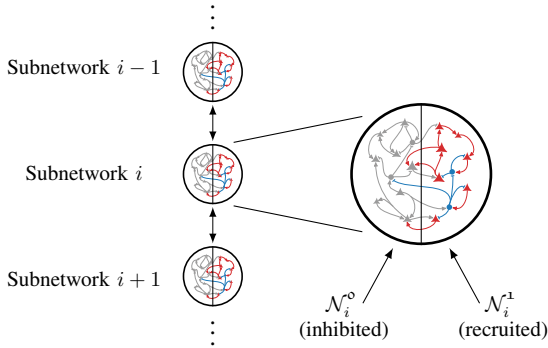 Subnetwork i − 1
Subnetwork i
Subnetwork i + 1
𝒩ᵢ⁰
(inhibited)
𝒩ᵢ¹
(recruited)